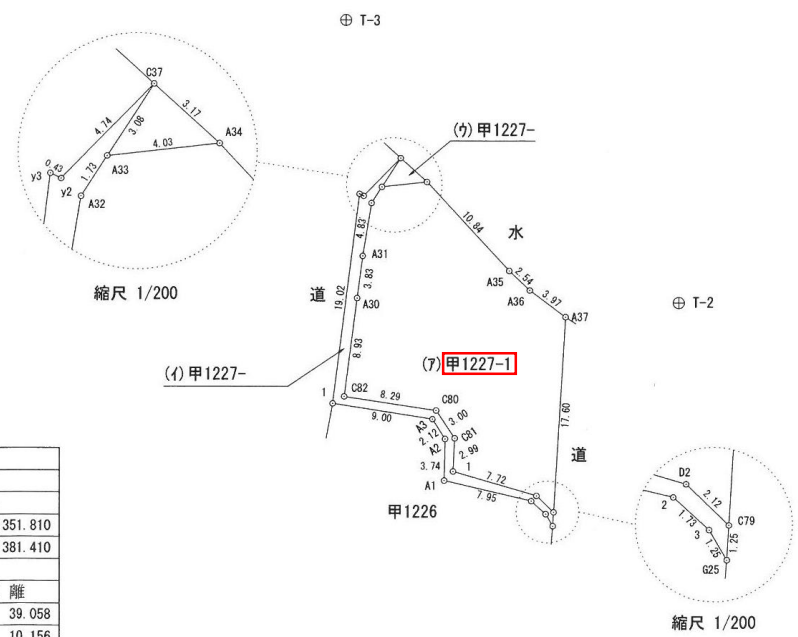 T-3
C37
3.17
4.74
3.08
A34
4.03
A33
0.43
y3
1.73
y2
A32
縮尺 1/200
(ウ) 甲1227-
10.84
水
4.83
A31
A35
2.54
3.83
A36
3.97
道
19.02
A30
A37
T-2
8.93
(ア) 甲1227-1
(イ) 甲1227-
17.60
C82
8.29
1
C80
9.00
3.00
A3
2.12
C81
A2
2.99
道
3.74
1
7.72
A1
7.95
甲1226
D2
2.12
2
1.73
C79
3
1.25
1.25
G25
縮尺 1/200
351.810
381.410
離
39.058
10.156